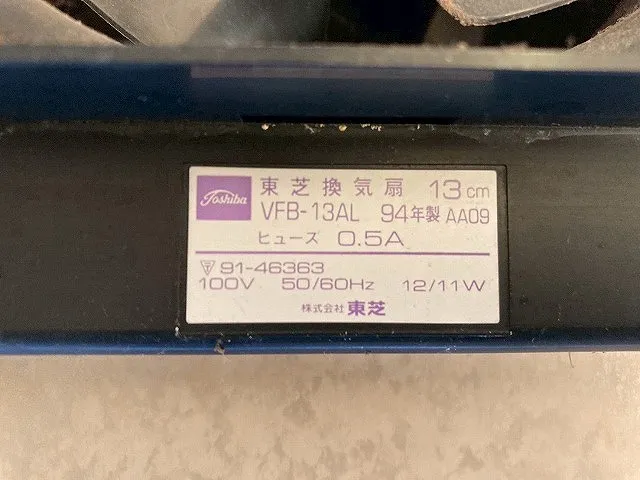 Toshiba 東芝換気扇 13cm
VFB-13AL 94年製 AA09
ヒューズ 0.5A
91-46363
100V 50/60Hz 12/11W
株式会社 東芝